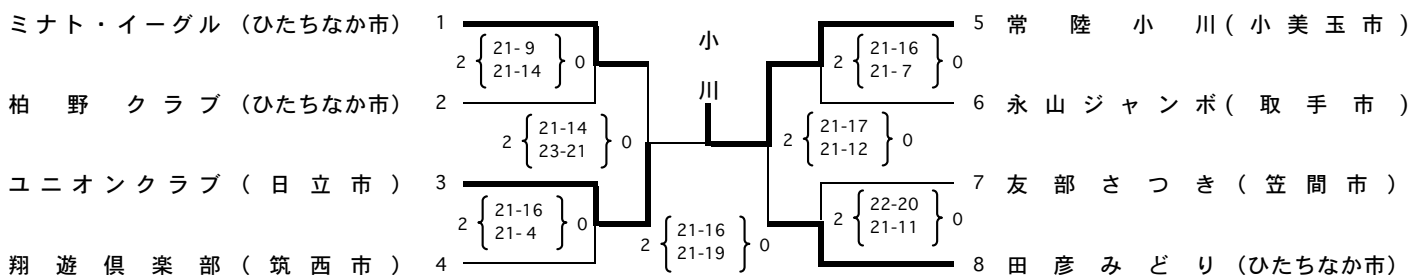 ミナト・イーグル (ひたちなか市) 1
2 { 21- 9 21-14 } 0
柏野クラブ (ひたちなか市) 2
2 { 21-14 23-21 } 0
ユニオンクラブ ( 日立市 ) 3
2 { 21-16 21- 4 } 0
翔遊倶楽部 ( 筑西市 ) 4
小川
2 { 21-16 21-19 } 0
5 常陸小川 ( 小美玉市 )
2 { 21-16 21- 7 } 0
6 永山ジャンボ ( 取手市 )
2 { 21-17 21-12 } 0
7 友部さつき ( 笠間市 )
2 { 22-20 21-11 } 0
8 田彦みどり (ひたちなか市)